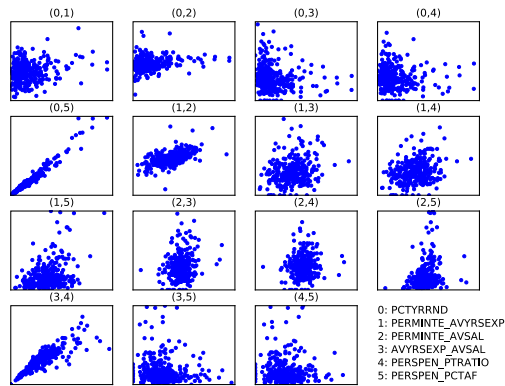 (0,1) (0,2) (0,3) (0,4)
(0,5) (1,2) (1,3) (1,4)
(1,5) (2,3) (2,4) (2,5)
(3,4) (3,5) (4,5)
0: PCTYRRND
1: PERMINTE_AVYRSEXP
2: PERMINTE_AVSAL
3: AVYRSEXP_AVSAL
4: PERSPEN_PTRATIO
5: PERSPEN_PCTAF